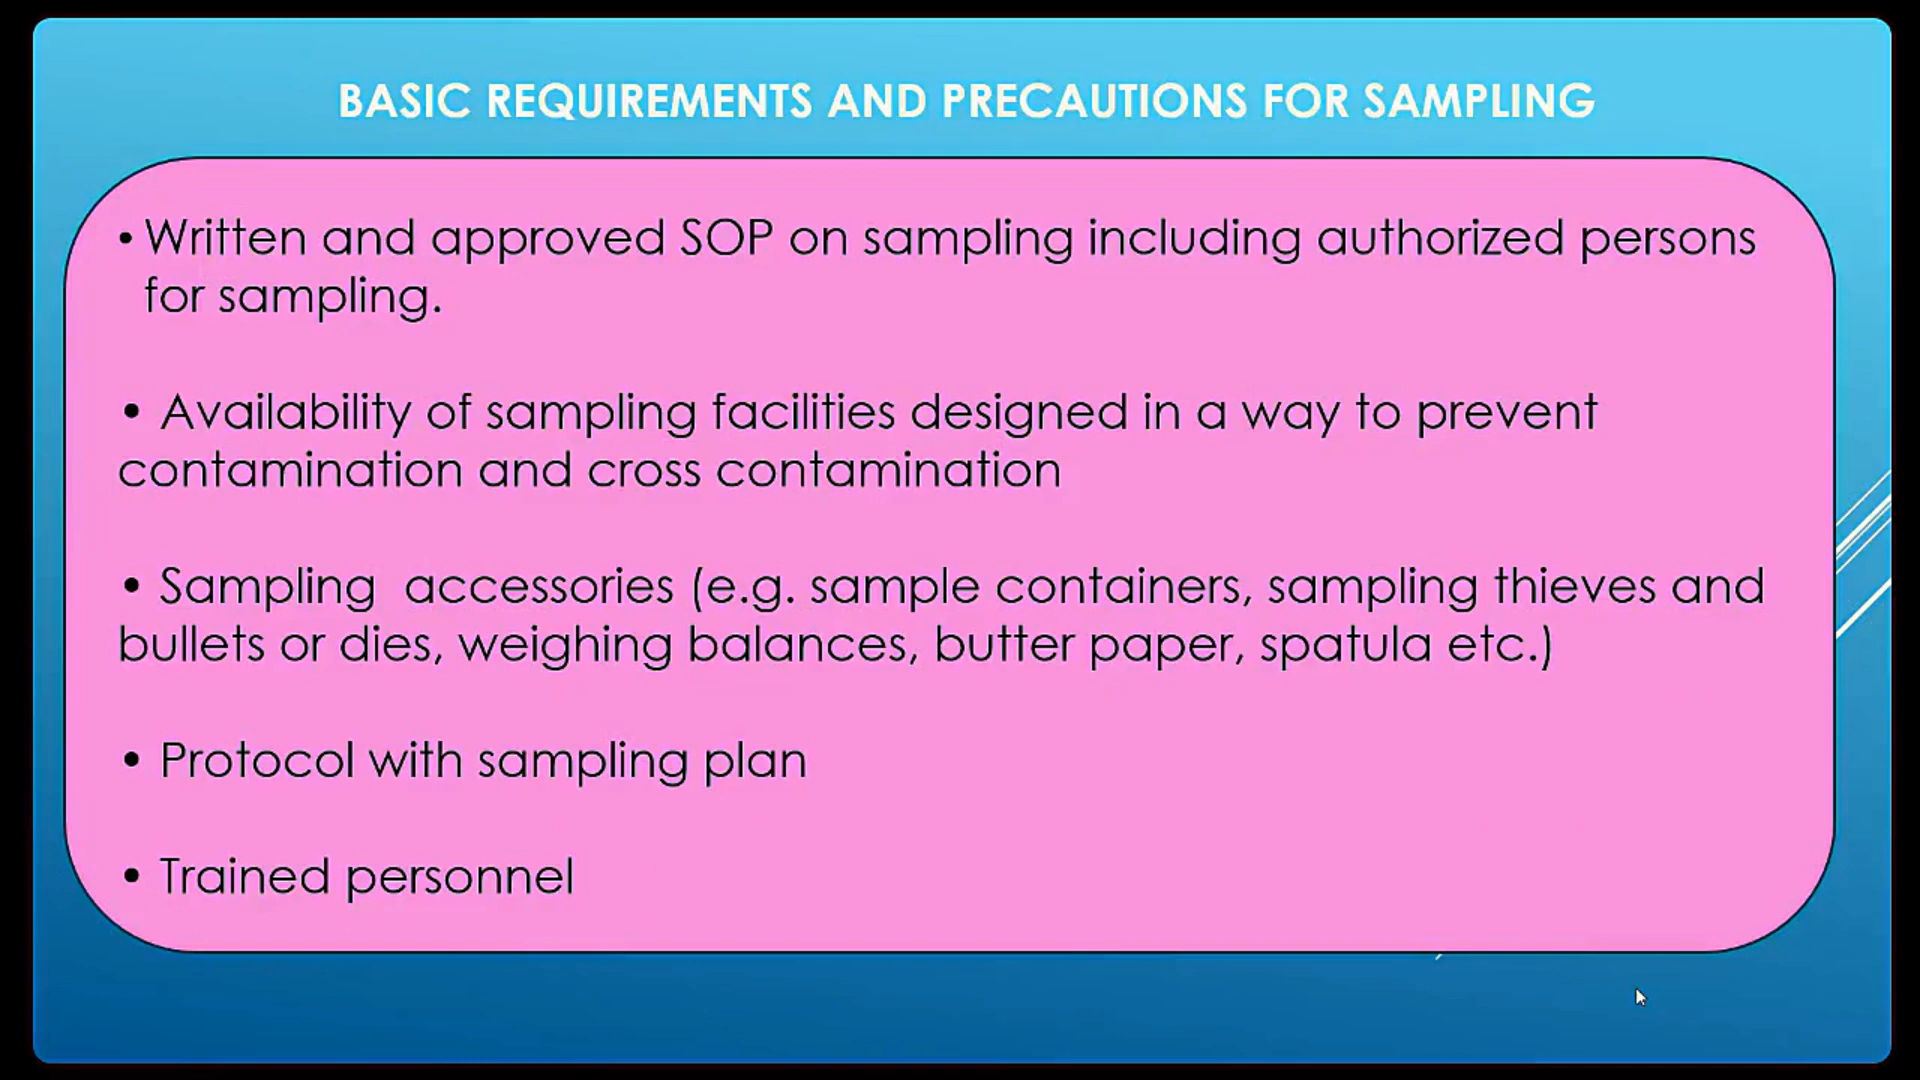 BASIC REQUIREMENTS AND PRECAUTIONS FOR SAMPLING
• Written and approved SOP on sampling including authorized persons
for sampling.
• Availability of sampling facilities designed in a way to prevent
contamination and cross contamination
• Sampling  accessories (e.g. sample containers, sampling thieves and
bullets or dies, weighing balances, butter paper, spatula etc.)
• Protocol with sampling plan
• Trained personnel